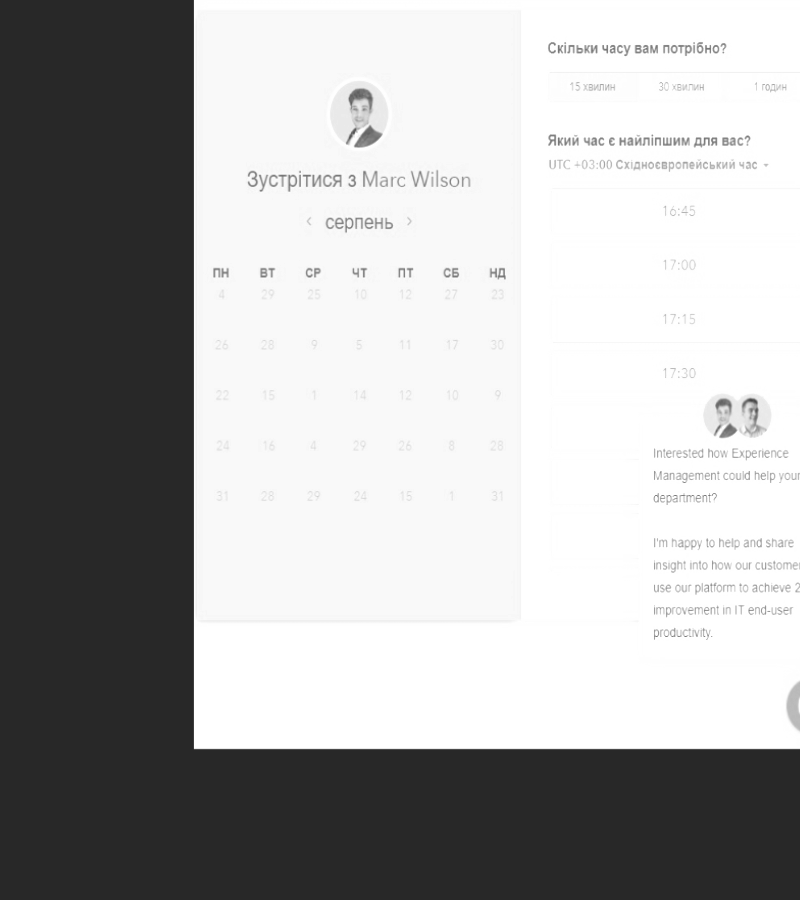 Зустрітися з Marc Wilson
серпень
ПН ВТ СР ЧТ ПТ СБ НД
4 29 25 10 12 27 23
26 28 9 5 11 17 30
22 15 1 14 12 10 9
24 16 4 29 26 8 28
31 28 29 24 15 1 31
Скільки часу вам потрібно?
15 хвилин 30 хвилин 1 годин
Який час є найліпшим для вас?
UTC +03:00 Східноєвропейський час
16:45
17:00
17:15
17:30
Interested how Experience
Management could help your
department?
I'm happy to help and share
insight into how our custome
use our platform to achieve 2
improvement in IT end-user
productivity.